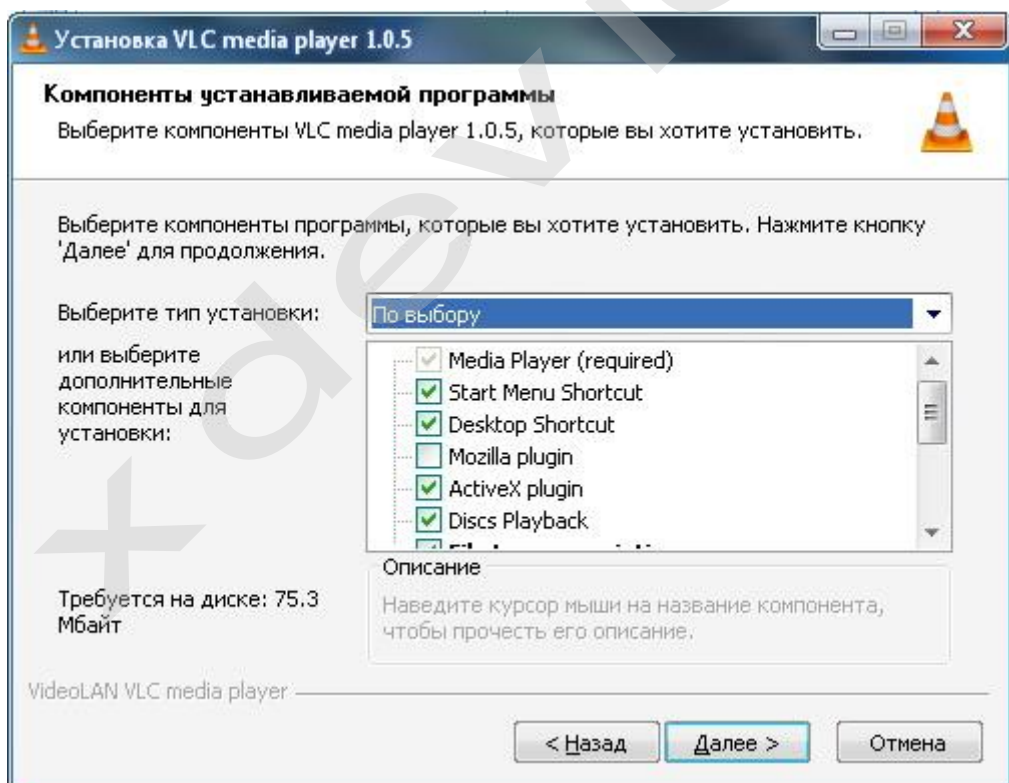 Установка VLC media player 1.0.5
Компоненты устанавливаемой программы
Выберите компоненты VLC media player 1.0.5, которые вы хотите установить.
Выберите компоненты программы, которые вы хотите установить. Нажмите кнопку
'Далее' для продолжения.
Выберите тип установки:
По выбору
или выберите
дополнительные
компоненты для
установки:
Media Player (required)
Start Menu Shortcut
Desktop Shortcut
Mozilla plugin
ActiveX plugin
Discs Playback
Описание
Наведите курсор мыши на название компонента,
чтобы прочесть его описание.
Требуется на диске: 75.3
Мбайт
VideoLAN VLC media player
< Назад
Далее >
Отмена